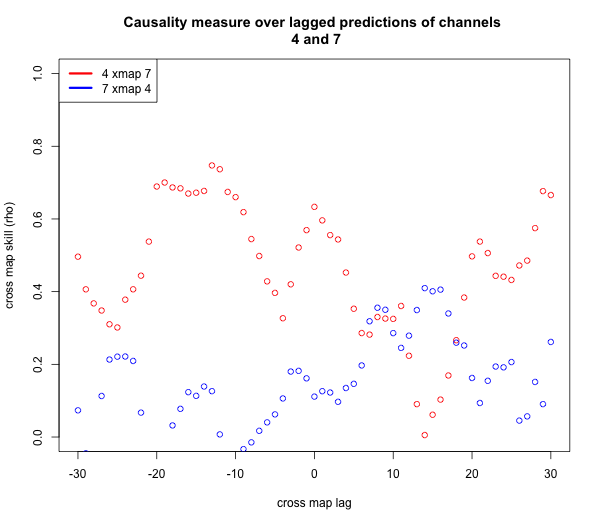 Causality measure over lagged predictions of channels
4 and 7
4 xmap 7
7 xmap 4
cross map skill (rho)
1.0
0.8
0.6
0.4
0.2
0.0
-30 -20 -10 0 10 20 30
cross map lag